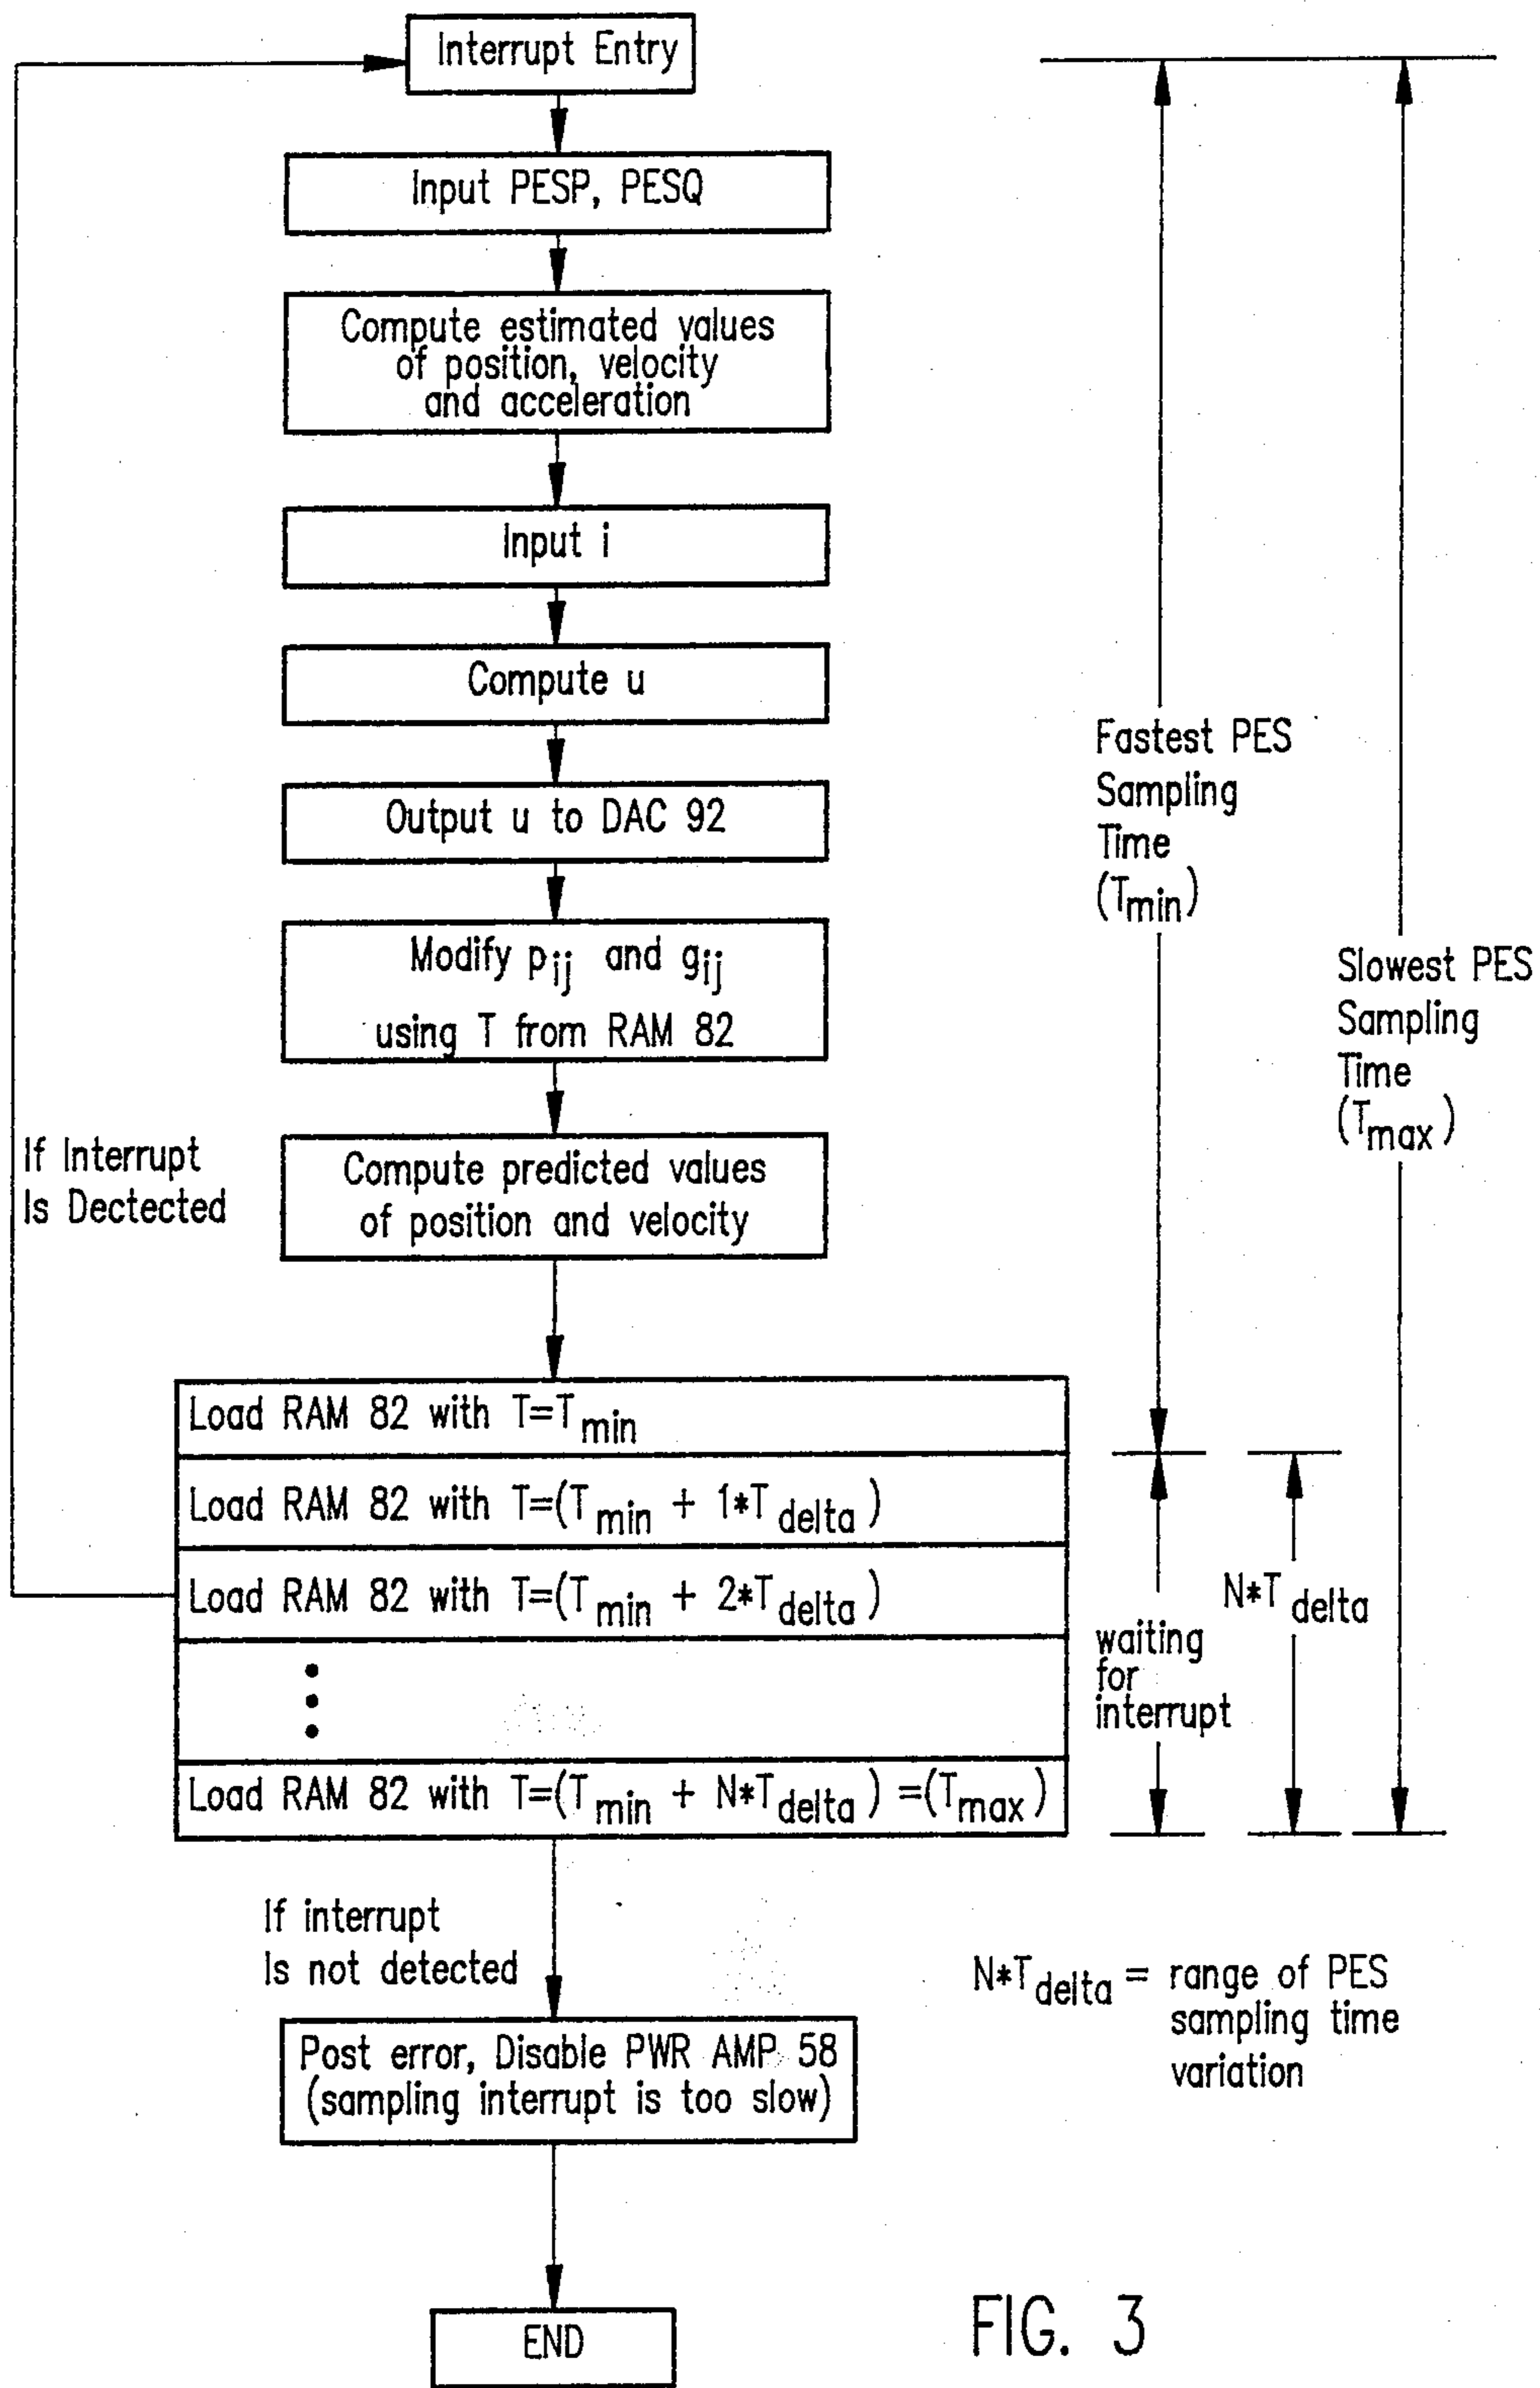 Interrupt Entry
Input PESP, PESQ
Compute estimated values
of position, velocity
and acceleration
Input i
Compute u
Output u to DAC 92
Modify pij and gij
using T from RAM 82
Compute predicted values
of position and velocity
If Interrupt
Is Dectected
Load RAM 82 with T=Tmin
Load RAM 82 with T=(Tmin + 1*Tdelta)
Load RAM 82 with T=(Tmin + 2*Tdelta)
Load RAM 82 with T=(Tmin + N*Tdelta) =(Tmax)
If interrupt
Is not detected
Post error, Disable PWR AMP 58
(sampling interrupt is too slow)
END
Fastest PES
Sampling
Time
(Tmin)
Slowest PES
Sampling
Time
(Tmax)
waiting
for
interrupt
N*Tdelta
N*Tdelta = range of PES
sampling time
variation
FIG. 3